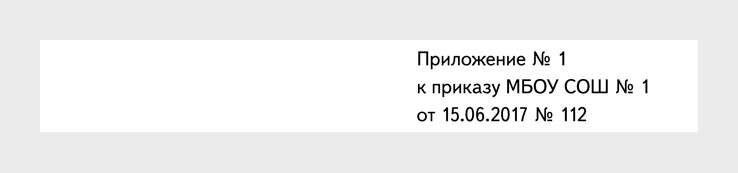 Приложение № 1
к приказу МБОУ СОШ № 1
от 15.06.2017 № 112